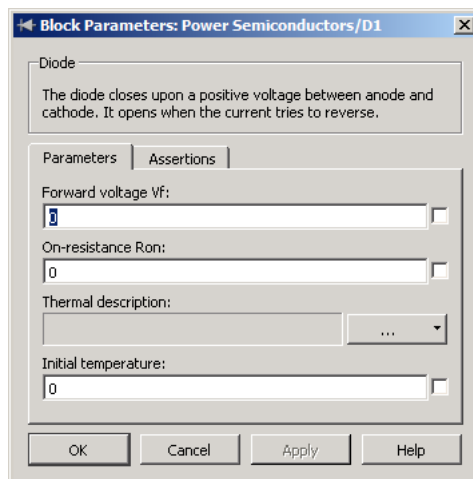 Block Parameters: Power Semiconductors/D1
Diode
The diode closes upon a positive voltage between anode and
cathode. It opens when the current tries to reverse.
Parameters
Assertions
Forward voltage Vf:
0
On-resistance Ron:
0
Thermal description:
...
Initial temperature:
0
OK
Cancel
Apply
Help